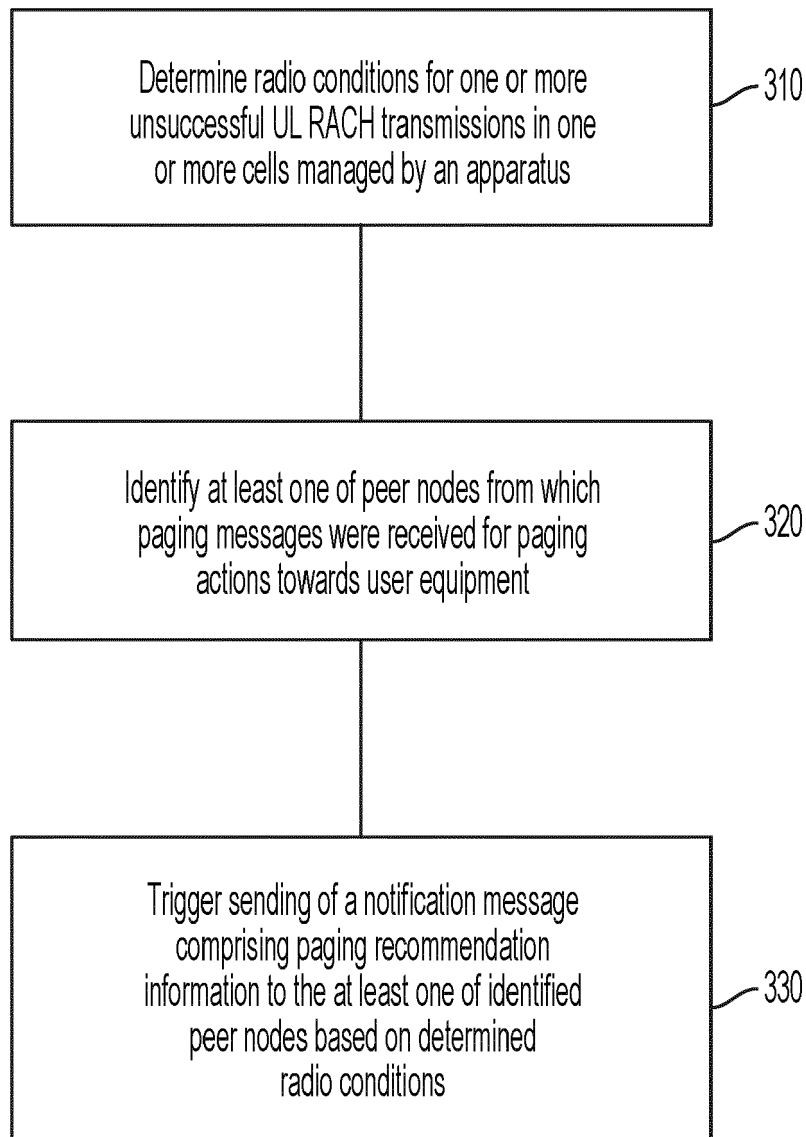 Determine radio conditions for one or more
unsuccessful UL RACH transmissions in one
or more cells managed by an apparatus
310
Identify at least one of peer nodes from which
paging messages were received for paging
actions towards user equipment
320
Trigger sending of a notification message
comprising paging recommendation
information to the at least one of identified
peer nodes based on determined
radio conditions
330